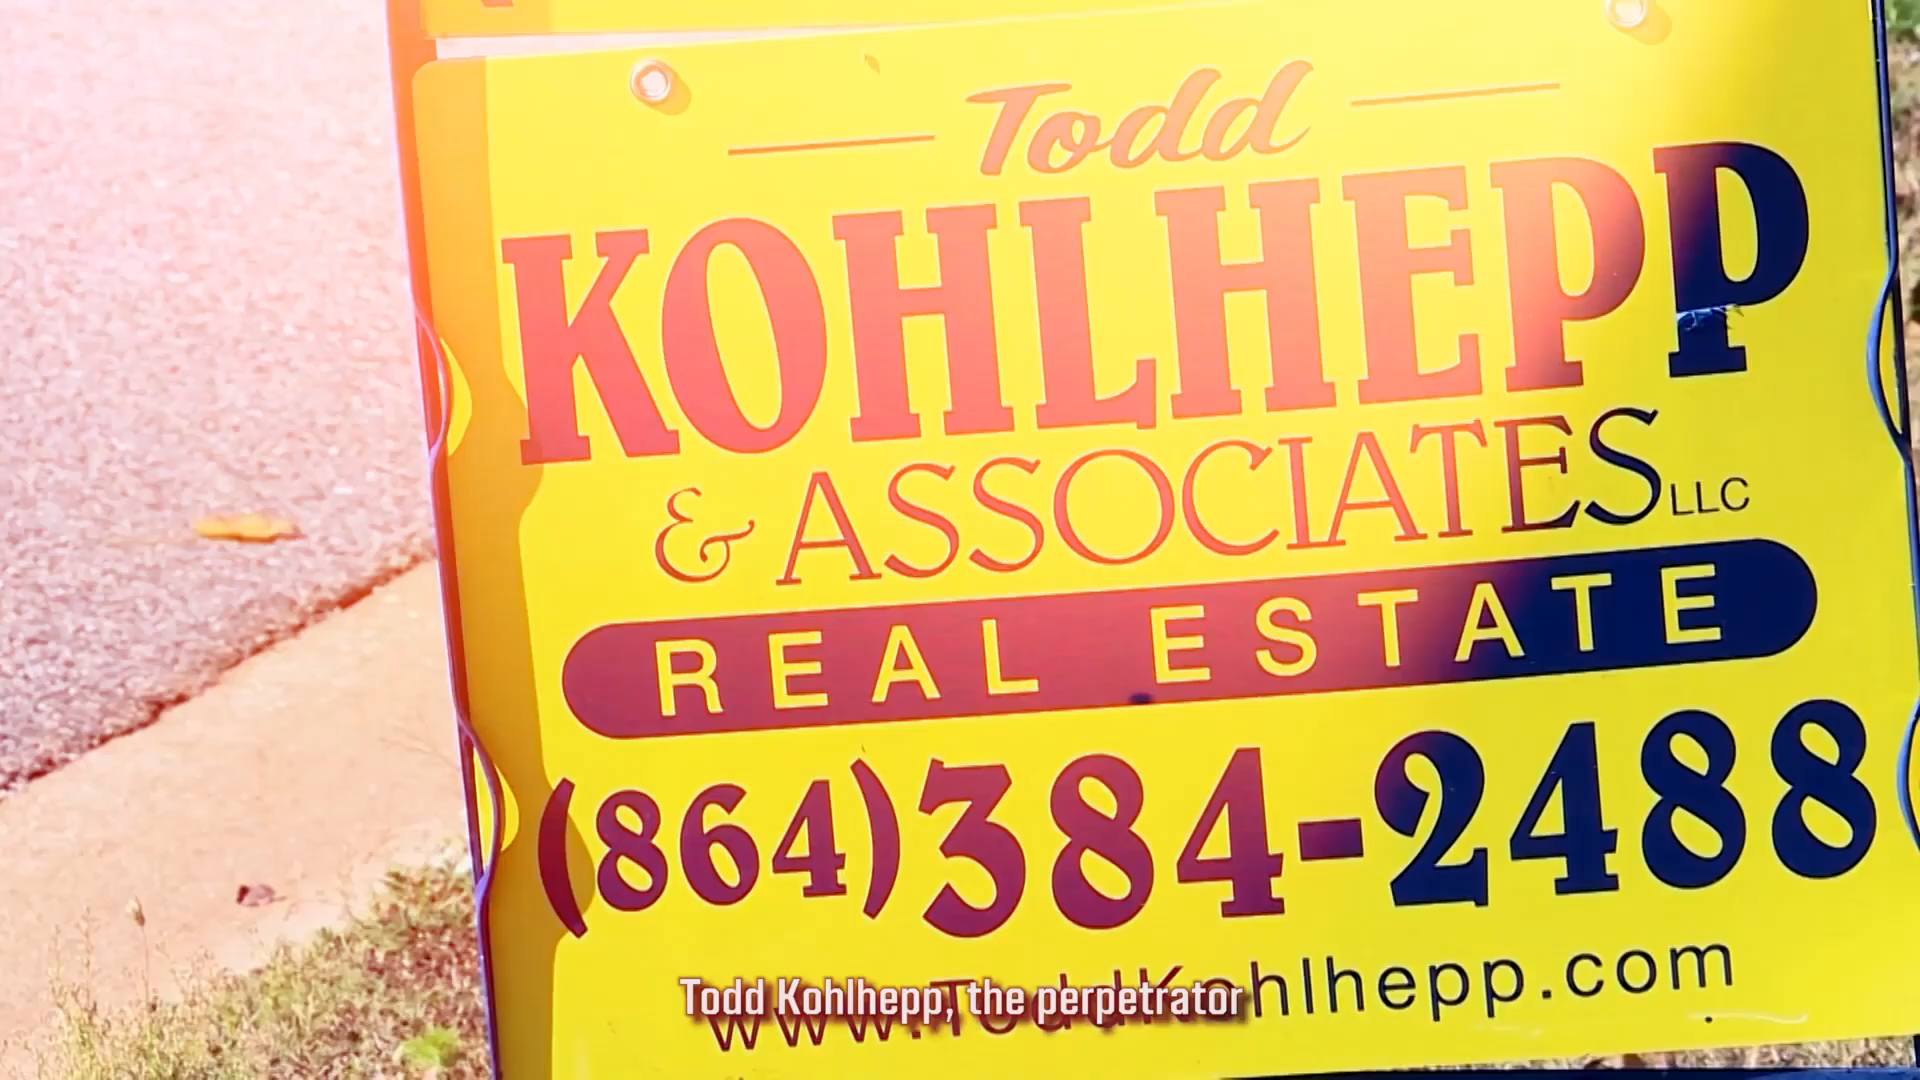 Todd
KOHLHEPP
& ASSOCIATES LLC
REAL ESTATE
(864)384-2488
www.ToddKohlhepp.com
Todd Kohlhepp, the perpetrator